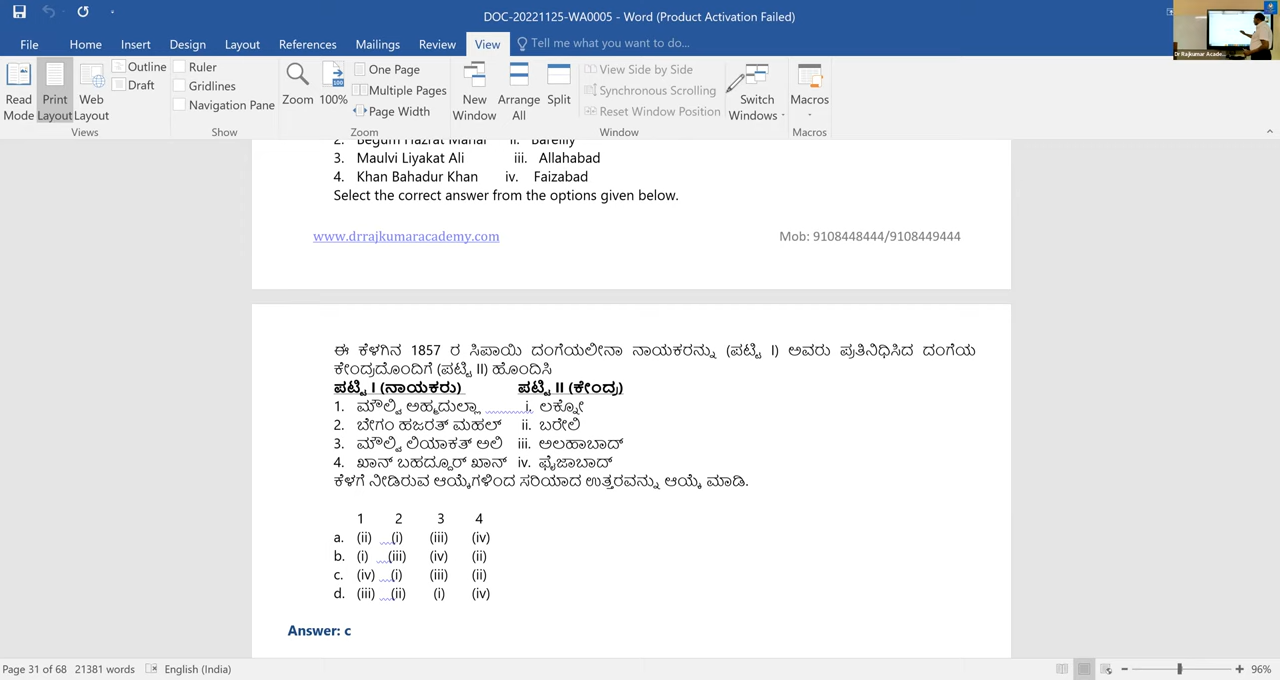 DOC-20221125-WA0005 - Word (Product Activation Failed)
File Home Insert Design Layout References Mailings Review View Tell me what you want to do...
Read Mode Print Layout Web Layout Outline Draft Views
Ruler Gridlines Navigation Pane Show
Zoom 100% One Page Multiple Pages Page Width Zoom
New Window Arrange All Split View Side by Side Synchronous Scrolling Reset Window Position Window
Switch Windows Macros Macros
Dr Rajkumar Acade...
2. Begum Hazrat Mahal ii. Bareilly
3. Maulvi Liyakat Ali iii. Allahabad
4. Khan Bahadur Khan iv. Faizabad
Select the correct answer from the options given below.
www.drrajkumaracademy.com Mob: 9108448444/9108449444
ಈ ಕೆಳಗಿನ 1857 ರ ಸಿಪಾಯಿ ದಂಗೆಯಲೀನಾ ನಾಯಕರನ್ನು (ಪಟ್ಟಿ I) ಅವರು ಪ್ರತಿನಿಧಿಸಿದ ದಂಗೆಯ
ಕೇಂದ್ರದೊಂದಿಗೆ (ಪಟ್ಟಿ II) ಹೊಂದಿಸಿ
ಪಟ್ಟಿ I (ನಾಯಕರು) ಪಟ್ಟಿ II (ಕೇಂದ್ರ)
1. ಮೌಲ್ವಿ ಅಹ್ಮದುಲ್ಲಾ i. ಲಕ್ನೋ
2. ಬೇಗಂ ಹಜರತ್ ಮಹಲ್ ii. ಬರೇಲಿ
3. ಮೌಲ್ವಿ ಲಿಯಾಕತ್ ಅಲಿ iii. ಅಲಹಾಬಾದ್
4. ಖಾನ್ ಬಹದ್ದೂರ್ ಖಾನ್ iv. ಫೈಜಾಬಾದ್
ಕೆಳಗೆ ನೀಡಿರುವ ಆಯ್ಕೆಗಳಿಂದ ಸರಿಯಾದ ಉತ್ತರವನ್ನು ಆಯ್ಕೆ ಮಾಡಿ.
1 2 3 4
a. (ii) (i) (iii) (iv)
b. (i) (iii) (iv) (ii)
c. (iv) (i) (iii) (ii)
d. (iii) (ii) (i) (iv)
Answer: c
Page 31 of 68 21381 words English (India) 96%